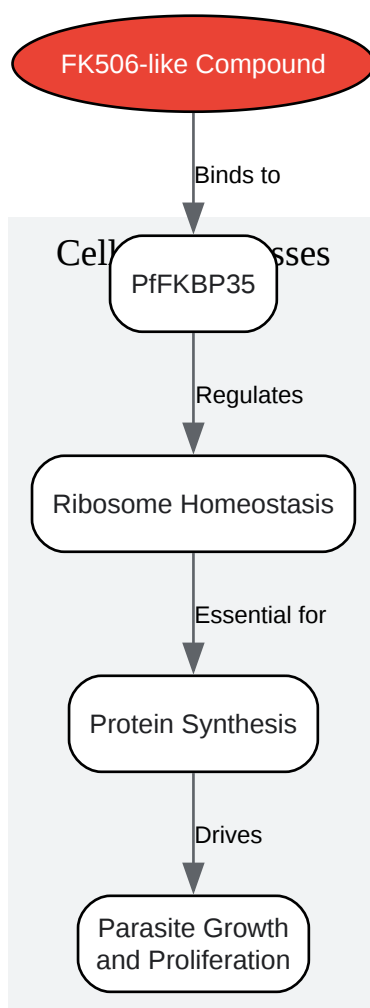 FK506-like Compound
Binds to
PfFKBP35
Regulates
Ribosome Homeostasis
Essential for
Protein Synthesis
Drives
Parasite Growth
and Proliferation